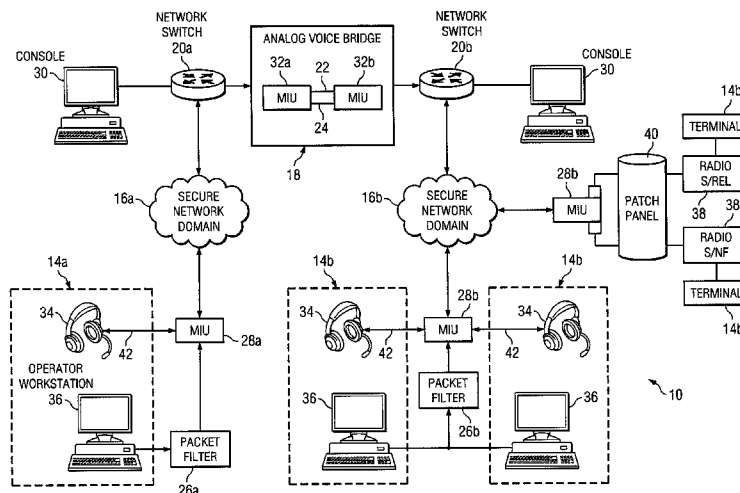 NETWORK
SWITCH
20a
ANALOG VOICE BRIDGE
32a
22
32b
MIU
MIU
24
18
NETWORK
SWITCH
20b
CONSOLE
30
CONSOLE
30
14b
TERMINAL
40
28b
MIU
PATCH
PANEL
RADIO
S/REL
38
38
RADIO
S/NF
TERMINAL
14b
16a
SECURE
NETWORK
DOMAIN
16b
SECURE
NETWORK
DOMAIN
14a
34
42
MIU
28a
OPERATOR
WORKSTATION
36
PACKET
FILTER
26a
14b
34
42
28b
MIU
42
14b
34
36
PACKET
FILTER
26b
36
10